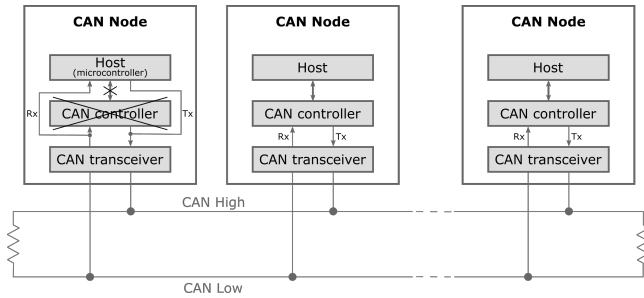 CAN Node
Host
(microcontroller)
Rx
Tx
CAN controller
CAN transceiver
CAN Node
Host
CAN controller
Rx
Tx
CAN transceiver
CAN Node
Host
CAN controller
Rx
Tx
CAN transceiver
CAN High
CAN Low